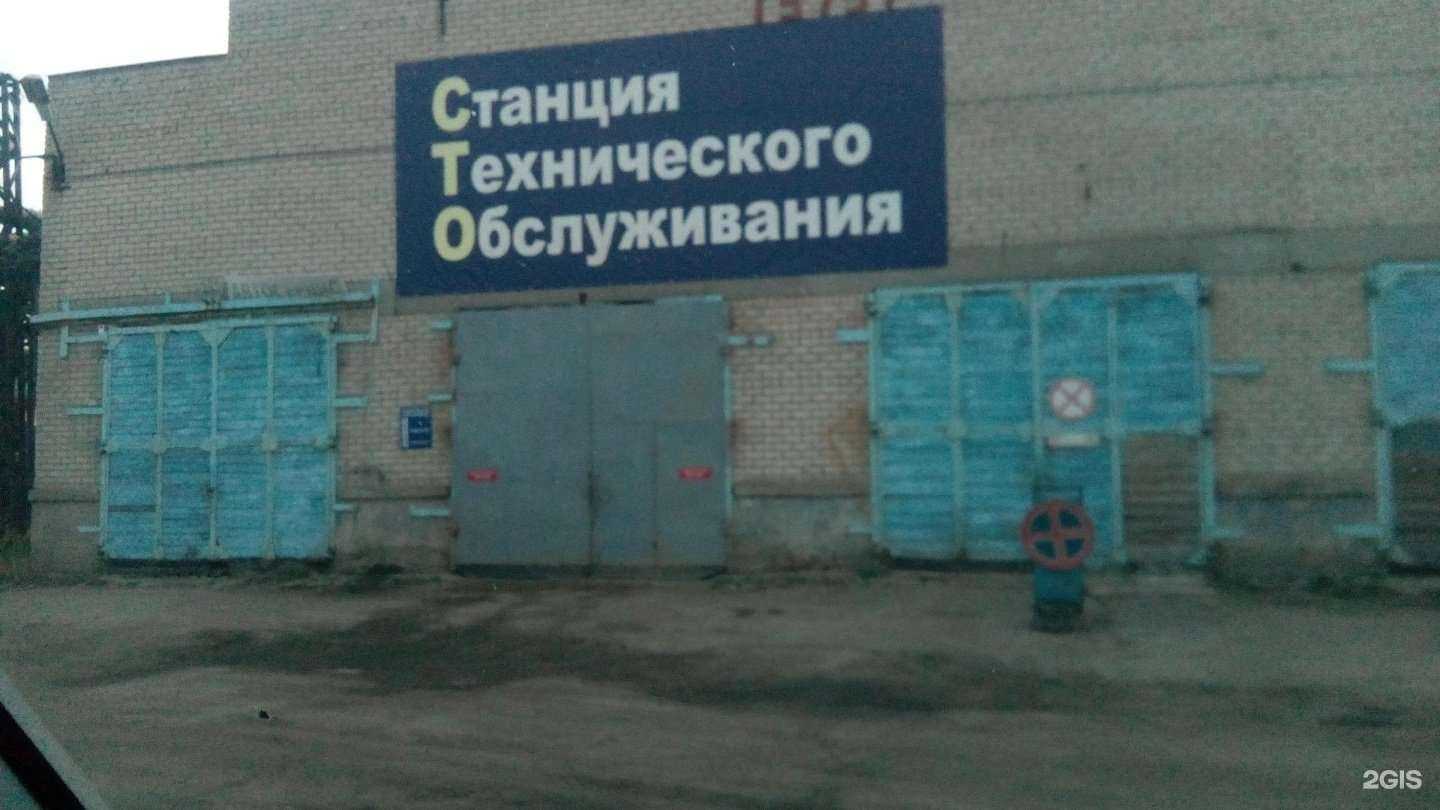 Станция
Технического
Обслуживания
2GIS